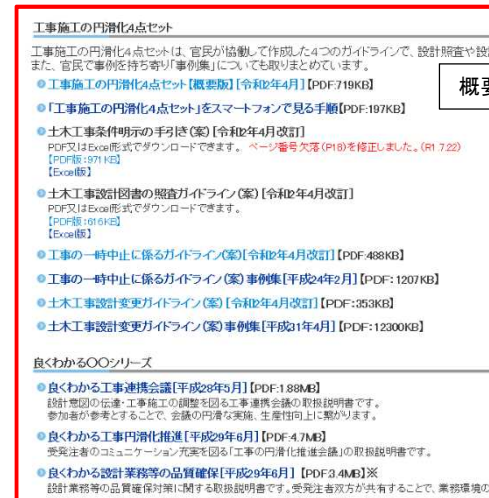 工事施工の円滑化4点セット
工事施工の円滑化4点セットは、官民が協働して作成した4つのガイドラインで、設計照査や設
また、官民で事例を持ち寄り「事例集」についても取りまとめています。
工事施工の円滑化4点セット【概要版】[令和2年4月]【PDF:719KB】
概要
「工事施工の円滑化4点セット」をスマートフォンで見る手順【PDF:197KB】
土木工事条件明示の手引き(案)[令和2年4月改訂]
PDF又はExcel形式でダウンロードできます。 ページ番号欠落(P18)を修正しました。(R1.7.22)
【PDF版:971KB】
【Excel版】
土木工事設計図書の照査ガイドライン(案)[令和2年4月改訂]
PDF又はExcel形式でダウンロードできます。
【PDF版:616KB】
【Excel版】
工事の一時中止に係るガイドライン(案)[令和2年4月改訂]【PDF:488KB】
工事の一時中止に係るガイドライン(案) 事例集[平成24年2月]【PDF:1207KB】
土木工事設計変更ガイドライン(案)[令和2年4月改訂]【PDF:353KB】
土木工事設計変更ガイドライン(案) 事例集[平成31年4月]【PDF:12300KB】
良くわかる〇〇シリーズ
良くわかる工事連携会議[平成28年5月]【PDF:1.88MB】
設計意図の伝達・工事施工の調整を図る工事連携会議の取扱説明書です。
参加者が参考とすることで、会議の円滑な実施、生産性向上に繋がります。
良くわかる工事円滑化推進[平成29年6月]【PDF:4.7MB】
受発注者のコミュニケーション充実を図る「工事の円滑化推進会議」の取扱説明書です。
良くわかる設計業務等の品質確保[平成29年6月] 【PDF:3.4MB】※
設計業務等の品質確保対策に関する取扱説明書です。受発注者双方が共有することで、業務環境の